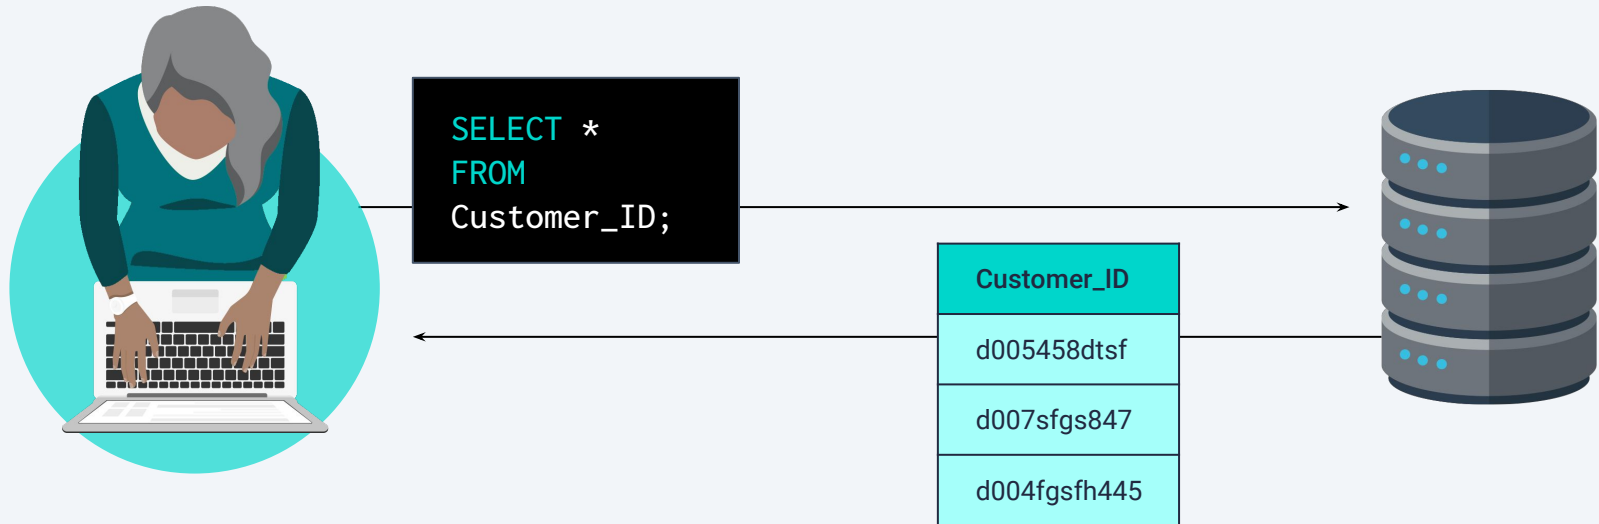 SELECT *
FROM
Customer_ID;
Customer_ID
d005458dtsf
d007sfgs847
d004fgsfh445